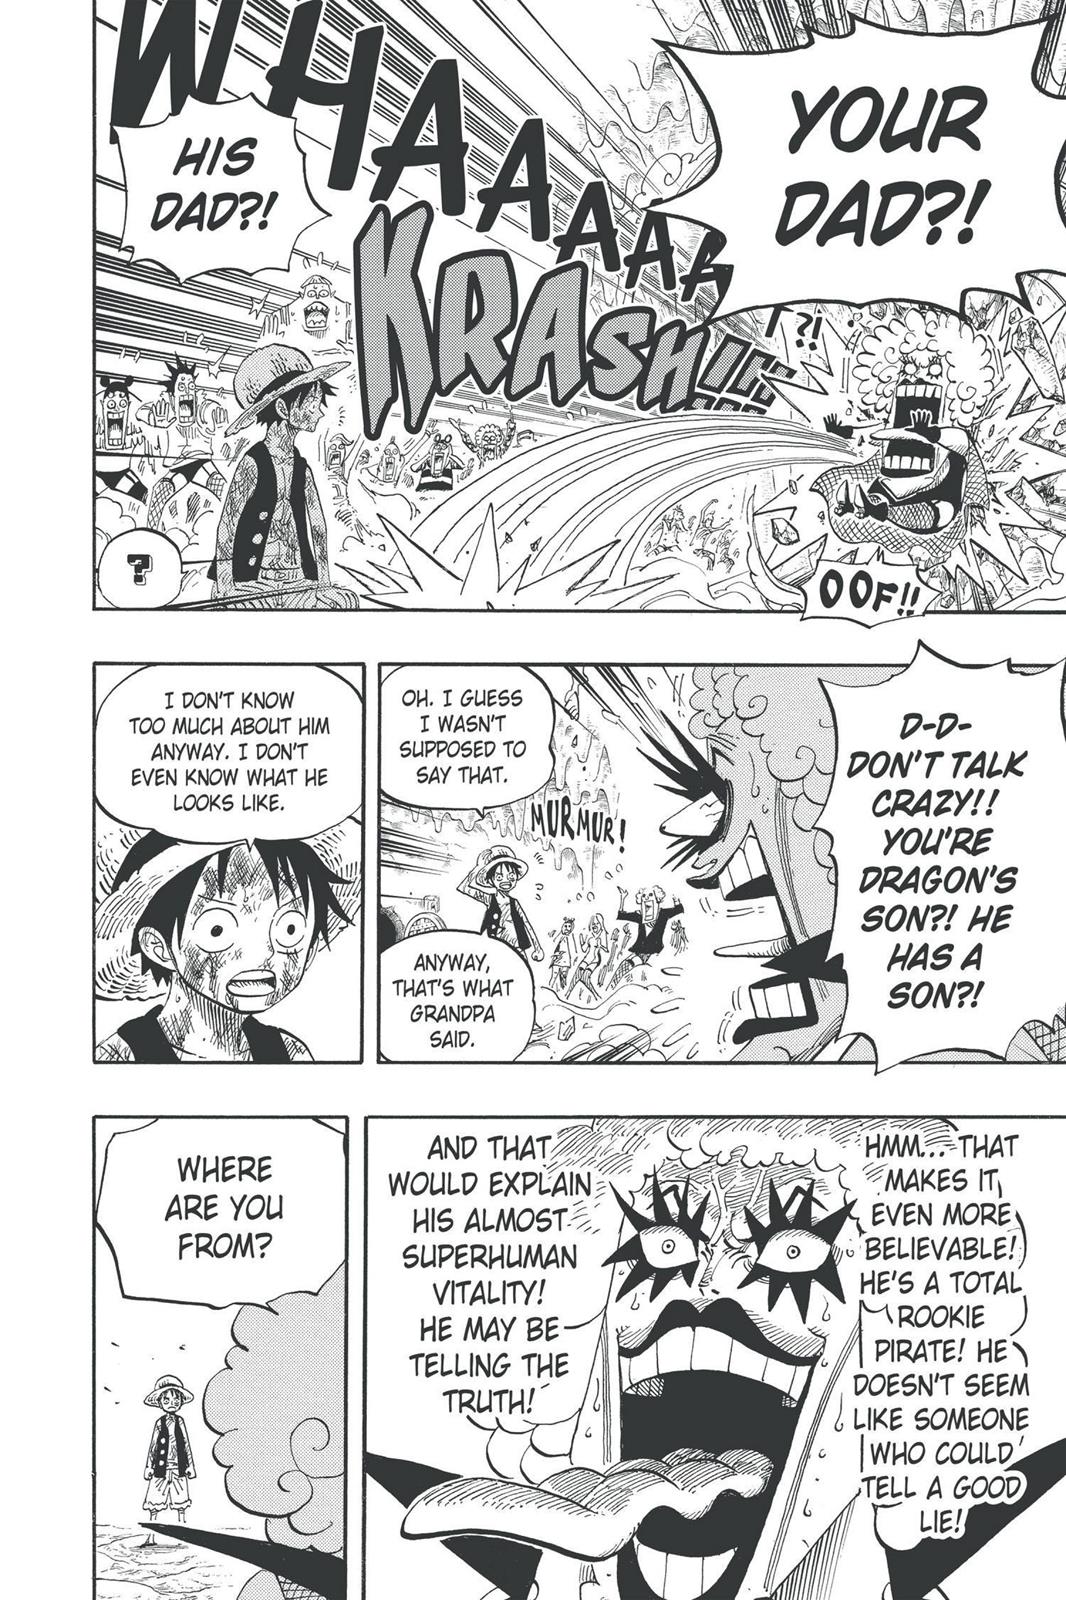 YOUR
DAD?!
WHAAAAAA
HIS
DAD?!
KRASH!!!
?!
?
OOF!!
D-D-
DON'T TALK
CRAZY!!
YOU'RE
DRAGON'S
SON?! HE
HAS A
SON?!
OH. I GUESS
I WASN'T
SUPPOSED TO
SAY THAT.
MURMUR!
ANYWAY,
THAT'S WHAT
GRANDPA
SAID.
I DON'T KNOW
TOO MUCH ABOUT HIM
ANYWAY. I DON'T
EVEN KNOW WHAT HE
LOOKS LIKE.
HMM... THAT
MAKES IT
EVEN MORE
BELIEVABLE!
HE'S A TOTAL
ROOKIE
PIRATE! HE
DOESN'T SEEM
LIKE SOMEONE
WHO COULD
TELL A GOOD
LIE!
AND THAT
WOULD EXPLAIN
HIS ALMOST
SUPERHUMAN
VITALITY!
HE MAY BE
TELLING THE
TRUTH!
WHERE
ARE YOU
FROM?